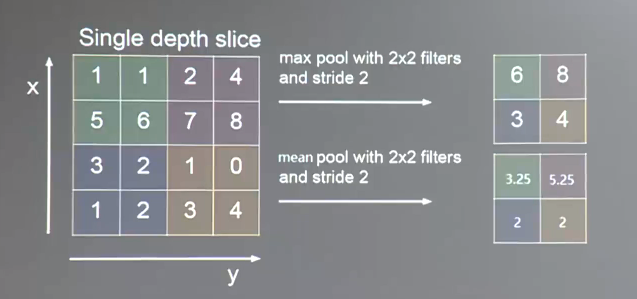 Single depth slice
x
1 1 2 4
5 6 7 8
3 2 1 0
1 2 3 4
y
max pool with 2x2 filters
and stride 2
6 8
3 4
mean pool with 2x2 filters
and stride 2
3.25 5.25
2 2